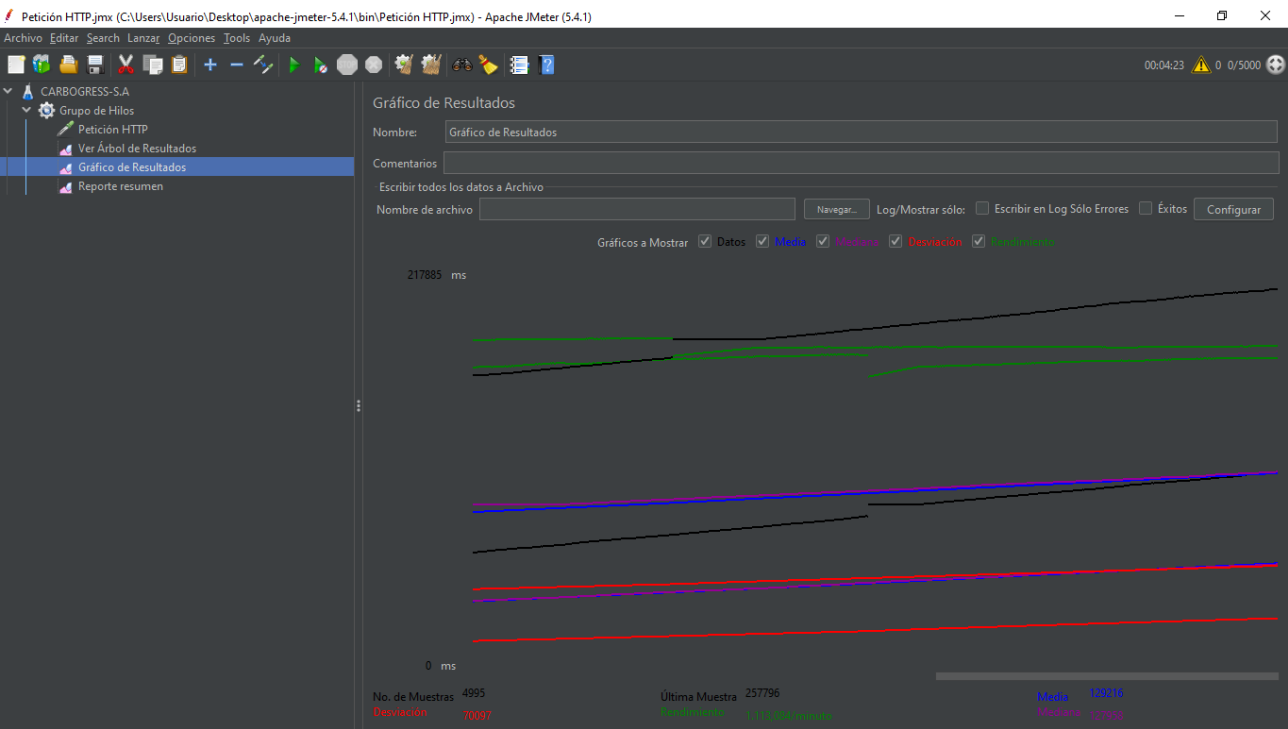 Petición HTTP.jmx (C:\Users\Usuario\Desktop\apache-jmeter-5.4.1\bin\Petición HTTP.jmx) - Apache JMeter (5.4.1)
Archivo Editar Search Lanzar Opciones Tools Ayuda
00:04:23 0 0/5000
CARBOGRESS-S.A
Grupo de Hilos
Petición HTTP
Ver Árbol de Resultados
Gráfico de Resultados
Reporte resumen
Gráfico de Resultados
Nombre: Gráfico de Resultados
Comentarios
Escribir todos los datos a Archivo
Nombre de archivo Navegar... Log/Mostrar sólo: Escribir en Log Sólo Errores Éxitos Configurar
Gráficos a Mostrar Datos Media Mediana Desviación Rendimiento
217885 ms
0 ms
No. de Muestras 4995 Última Muestra 257796 Media 129216
Desviación 70097 Rendimiento Mediana